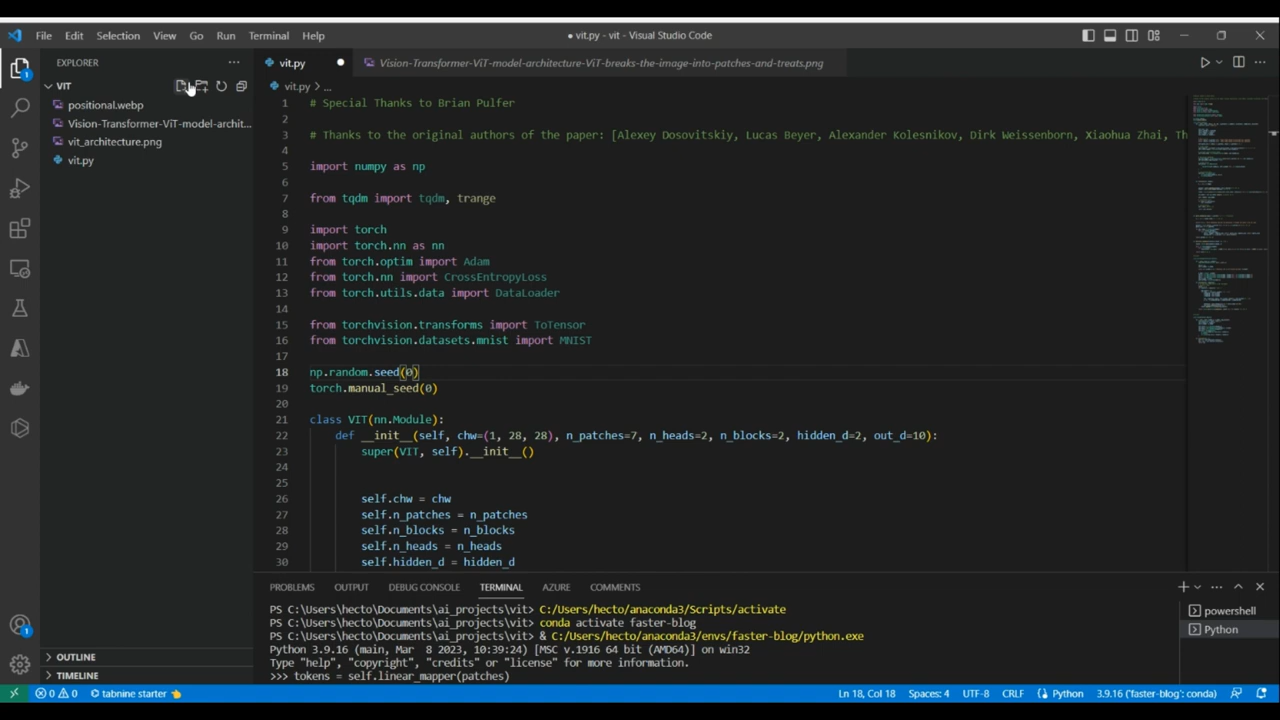 File Edit Selection View Go Run Terminal Help
● vit.py - vit - Visual Studio Code
EXPLORER
VIT
positional.webp
Vision-Transformer-ViT-model-archit...
vit_architecture.png
vit.py
OUTLINE
TIMELINE
vit.py
Vision-Transformer-ViT-model-architecture-ViT-breaks-the-image-into-patches-and-treats.png
vit.py > ...
1 # Special Thanks to Brian Pulfer
2
3 # Thanks to the original authors of the paper: [Alexey Dosovitskiy, Lucas Beyer, Alexander Kolesnikov, Dirk Weissenborn, Xiaohua Zhai, Th
4
5 import numpy as np
6
7 from tqdm import tqdm, trange
8
9 import torch
10 import torch.nn as nn
11 from torch.optim import Adam
12 from torch.nn import CrossEntropyLoss
13 from torch.utils.data import DataLoader
14
15 from torchvision.transforms import ToTensor
16 from torchvision.datasets.mnist import MNIST
17
18 np.random.seed(0)
19 torch.manual_seed(0)
20
21 class VIT(nn.Module):
22 def __init__(self, chw=(1, 28, 28), n_patches=7, n_heads=2, n_blocks=2, hidden_d=2, out_d=10):
23 super(VIT, self).__init__()
24
25
26 self.chw = chw
27 self.n_patches = n_patches
28 self.n_blocks = n_blocks
29 self.n_heads = n_heads
30 self.hidden_d = hidden_d
PROBLEMS OUTPUT DEBUG CONSOLE TERMINAL AZURE COMMENTS
PS C:\Users\hecto\Documents\ai_projects\vit> C:/Users/hecto/anaconda3/Scripts/activate
PS C:\Users\hecto\Documents\ai_projects\vit> conda activate faster-blog
PS C:\Users\hecto\Documents\ai_projects\vit> & C:/Users/hecto/anaconda3/envs/faster-blog/python.exe
Python 3.9.16 (main, Mar 8 2023, 10:39:24) [MSC v.1916 64 bit (AMD64)] on win32
Type "help", "copyright", "credits" or "license" for more information.
>>> tokens = self.linear_mapper(patches)
powershell
Python
0 0 tabnine starter 👈
Ln 18, Col 18 Spaces: 4 UTF-8 CRLF Python 3.9.16 ('faster-blog': conda)